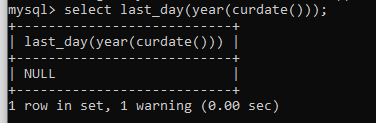 mysql> select last_day(year(curdate()));
+---------------------------+
| last_day(year(curdate())) |
+---------------------------+
| NULL                      |
+---------------------------+
1 row in set, 1 warning (0.00 sec)